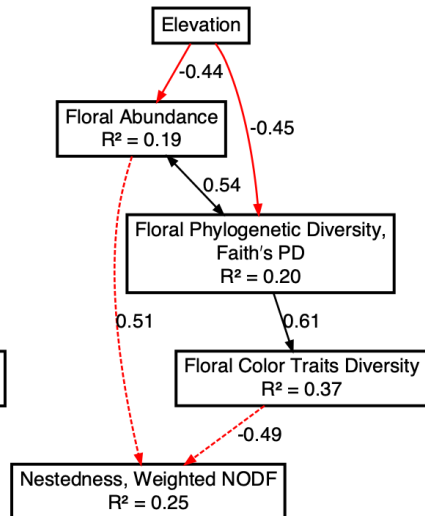 Elevation
-0.44
Floral Abundance
R² = 0.19
-0.45
0.54
Floral Phylogenetic Diversity,
Faith's PD
R² = 0.20
0.51
0.61
Floral Color Traits Diversity
R² = 0.37
-0.49
Nestedness, Weighted NODF
R² = 0.25